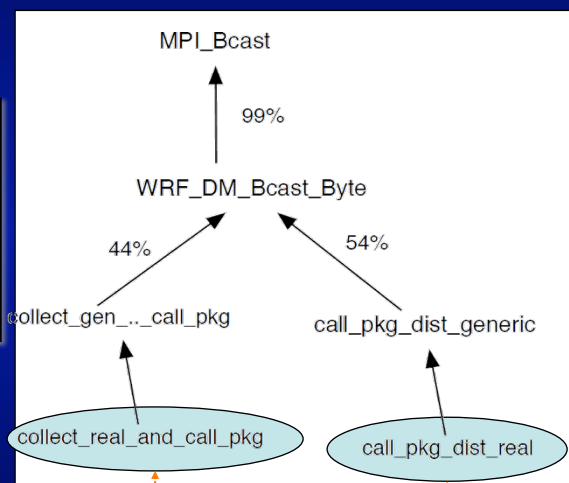 MPI_Bcast
99%
WRF_DM_Bcast_Byte
44%
54%
collect_gen_.._call_pkg
call_pkg_dist_generic
collect_real_and_call_pkg
call_pkg_dist_real